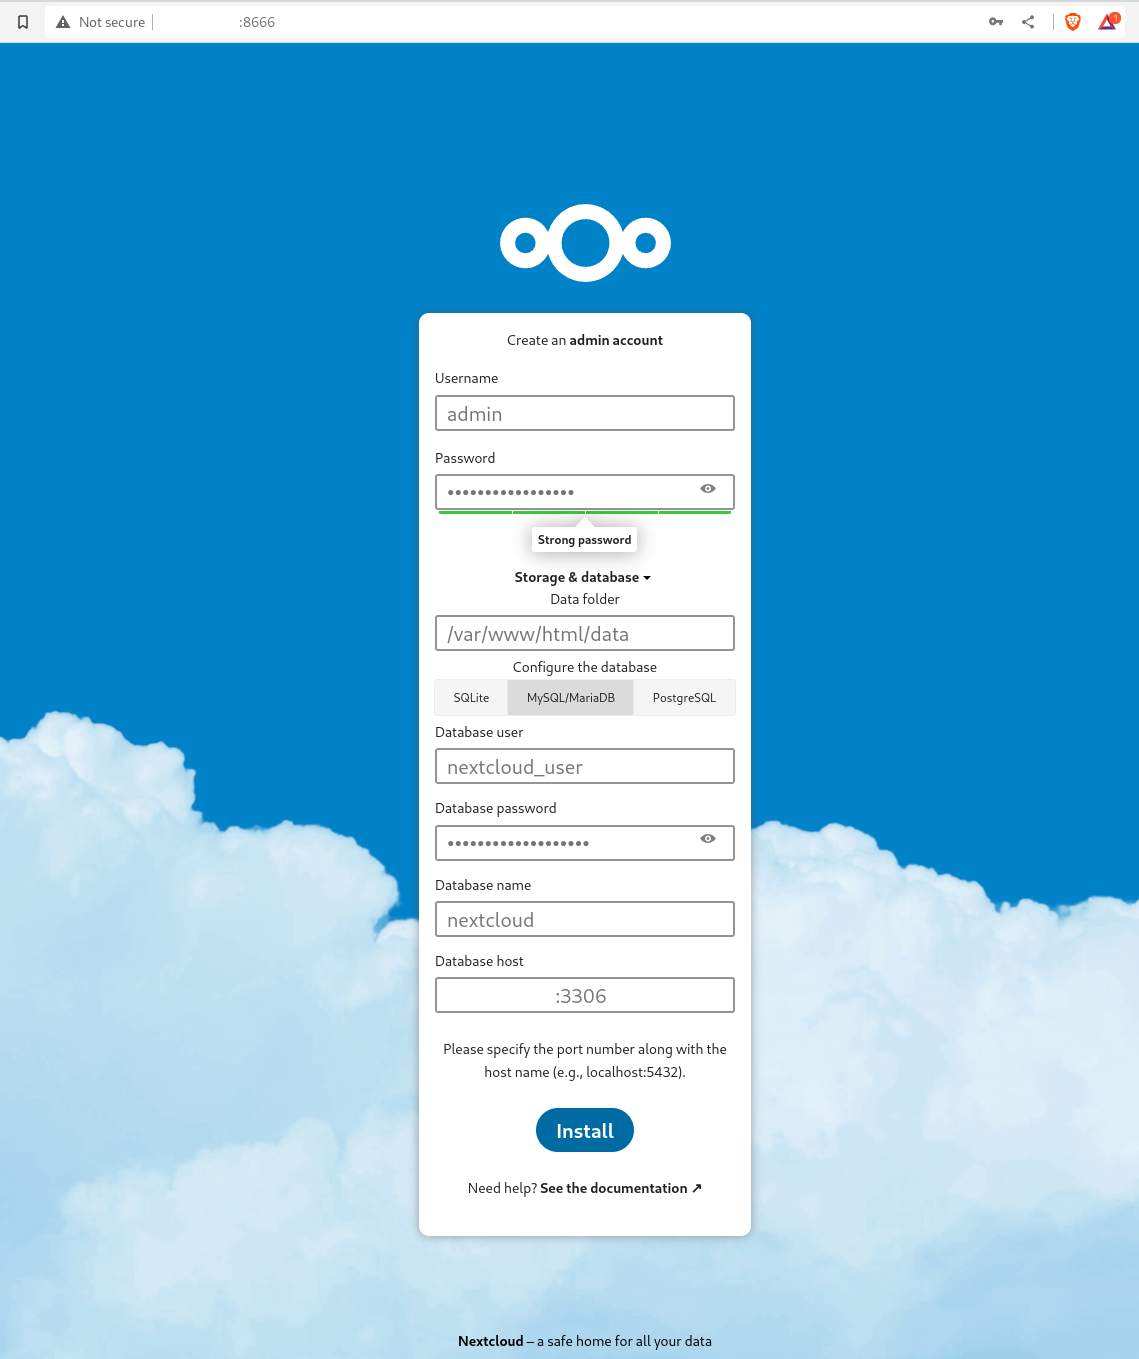 Not secure
:8666
1
Create an admin account
Username
admin
Password
•••••••••••••••••
Strong password
Storage & database
Data folder
/var/www/html/data
Configure the database
SQLite MySQL/MariaDB PostgreSQL
Database user
nextcloud_user
Database password
•••••••••••••••••••
Database name
nextcloud
Database host
:3306
Please specify the port number along with the
host name (e.g., localhost:5432).
Install
Need help? See the documentation ↗
Nextcloud – a safe home for all your data